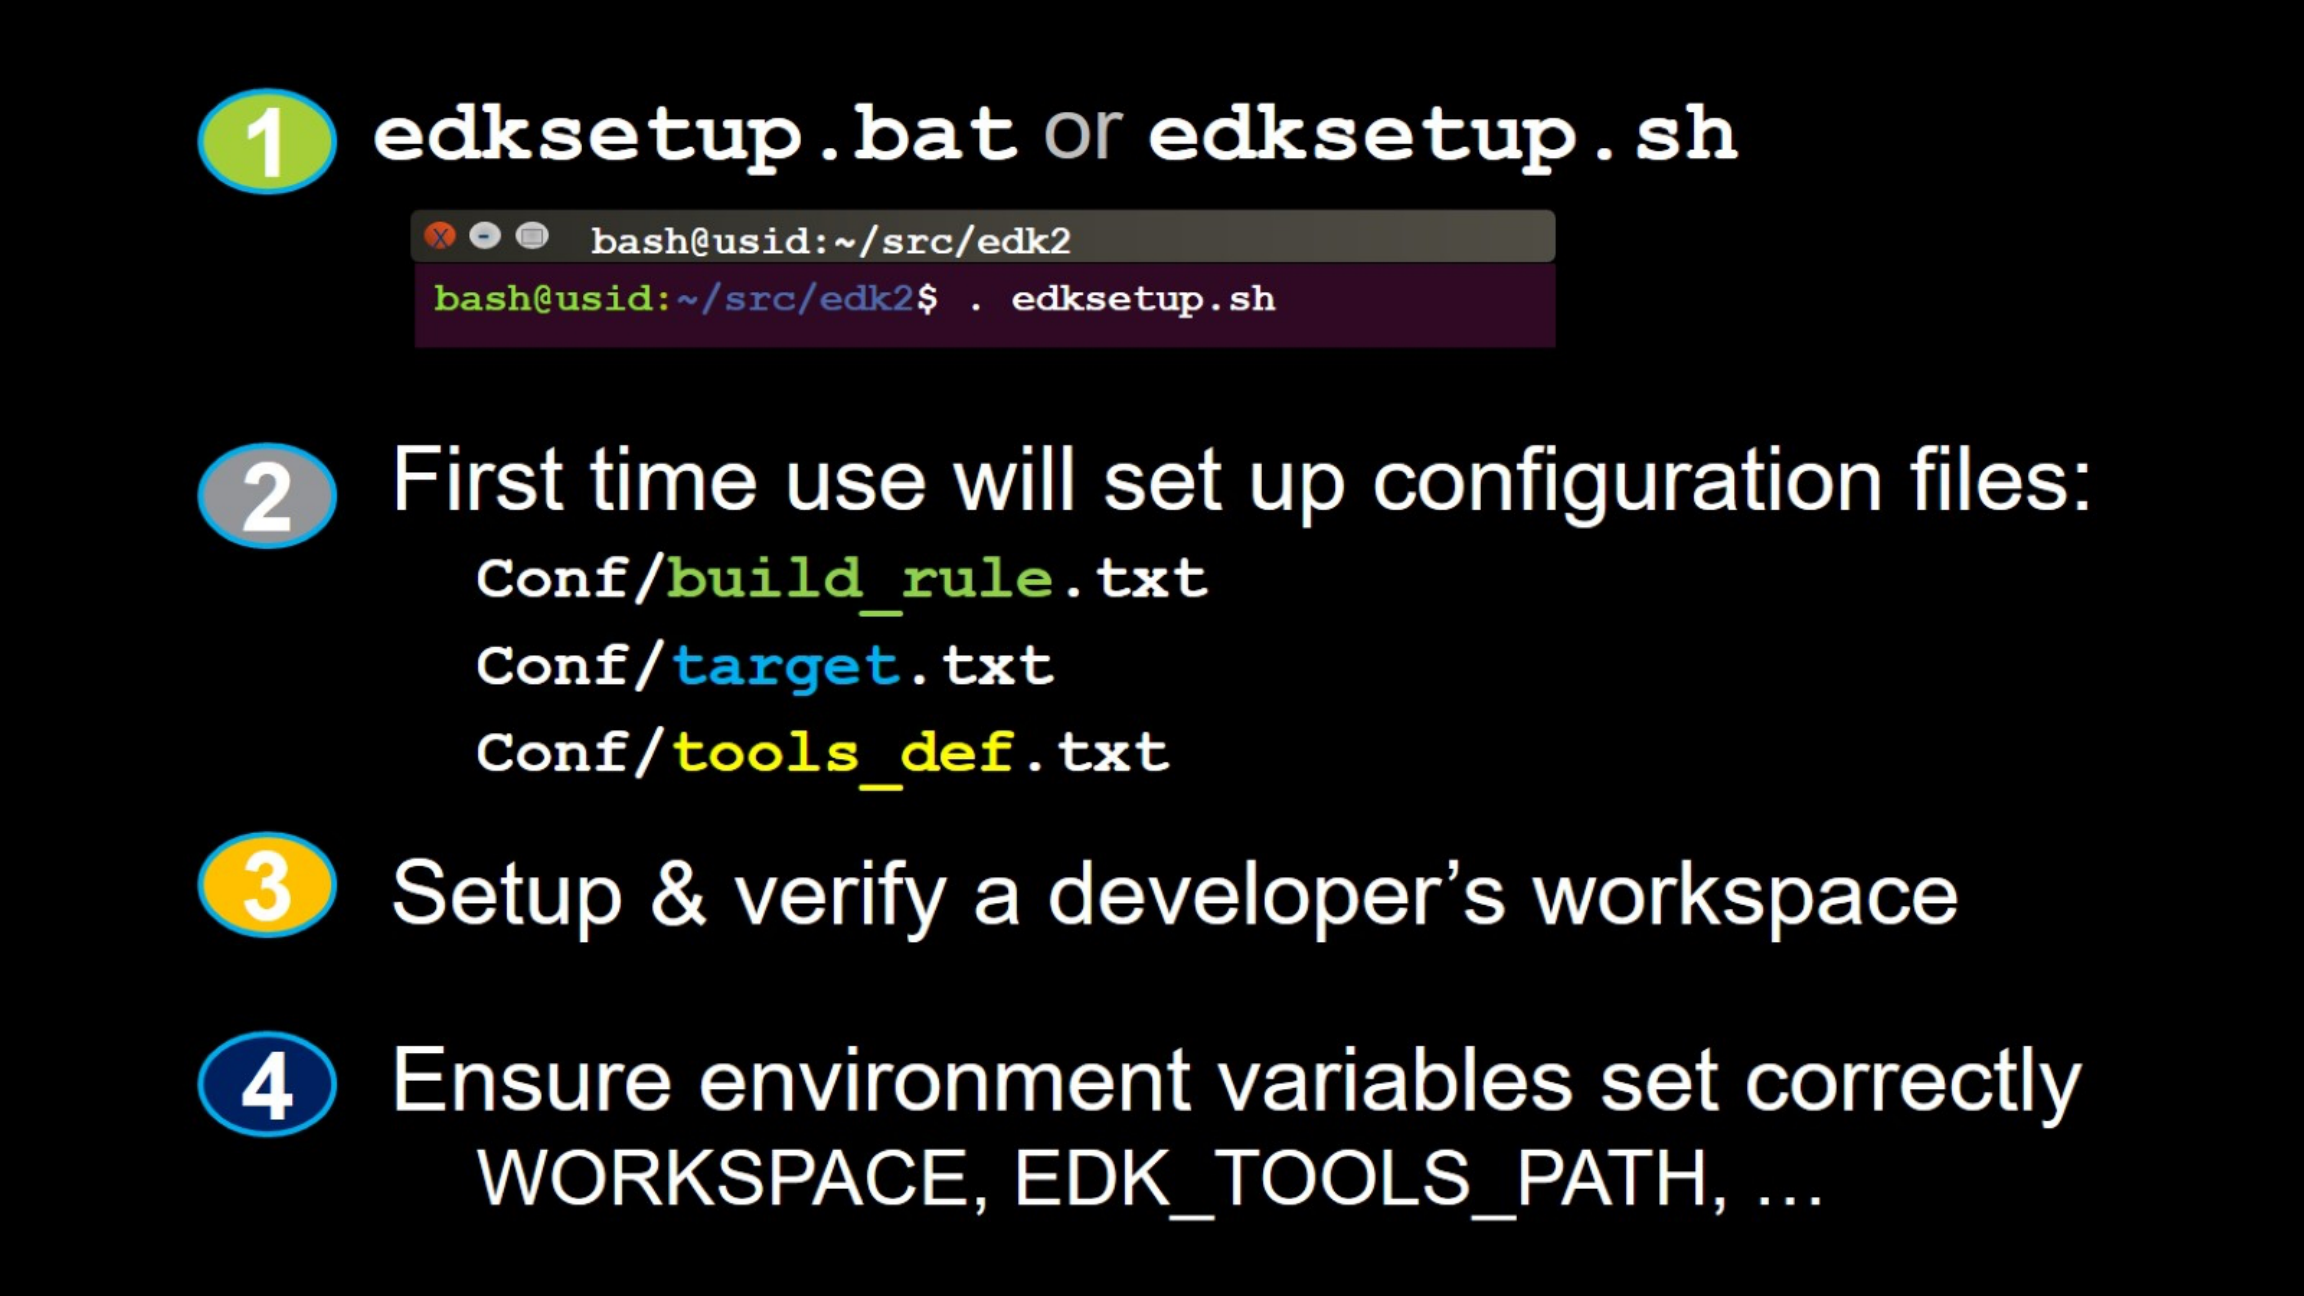 1 edksetup.bat or edksetup.sh
X - bash@usid:~/src/edk2
bash@usid:~/src/edk2$ . edksetup.sh
2 First time use will set up configuration files:
Conf/build_rule.txt
Conf/target.txt
Conf/tools_def.txt
3 Setup & verify a developer’s workspace
4 Ensure environment variables set correctly
WORKSPACE, EDK_TOOLS_PATH, …